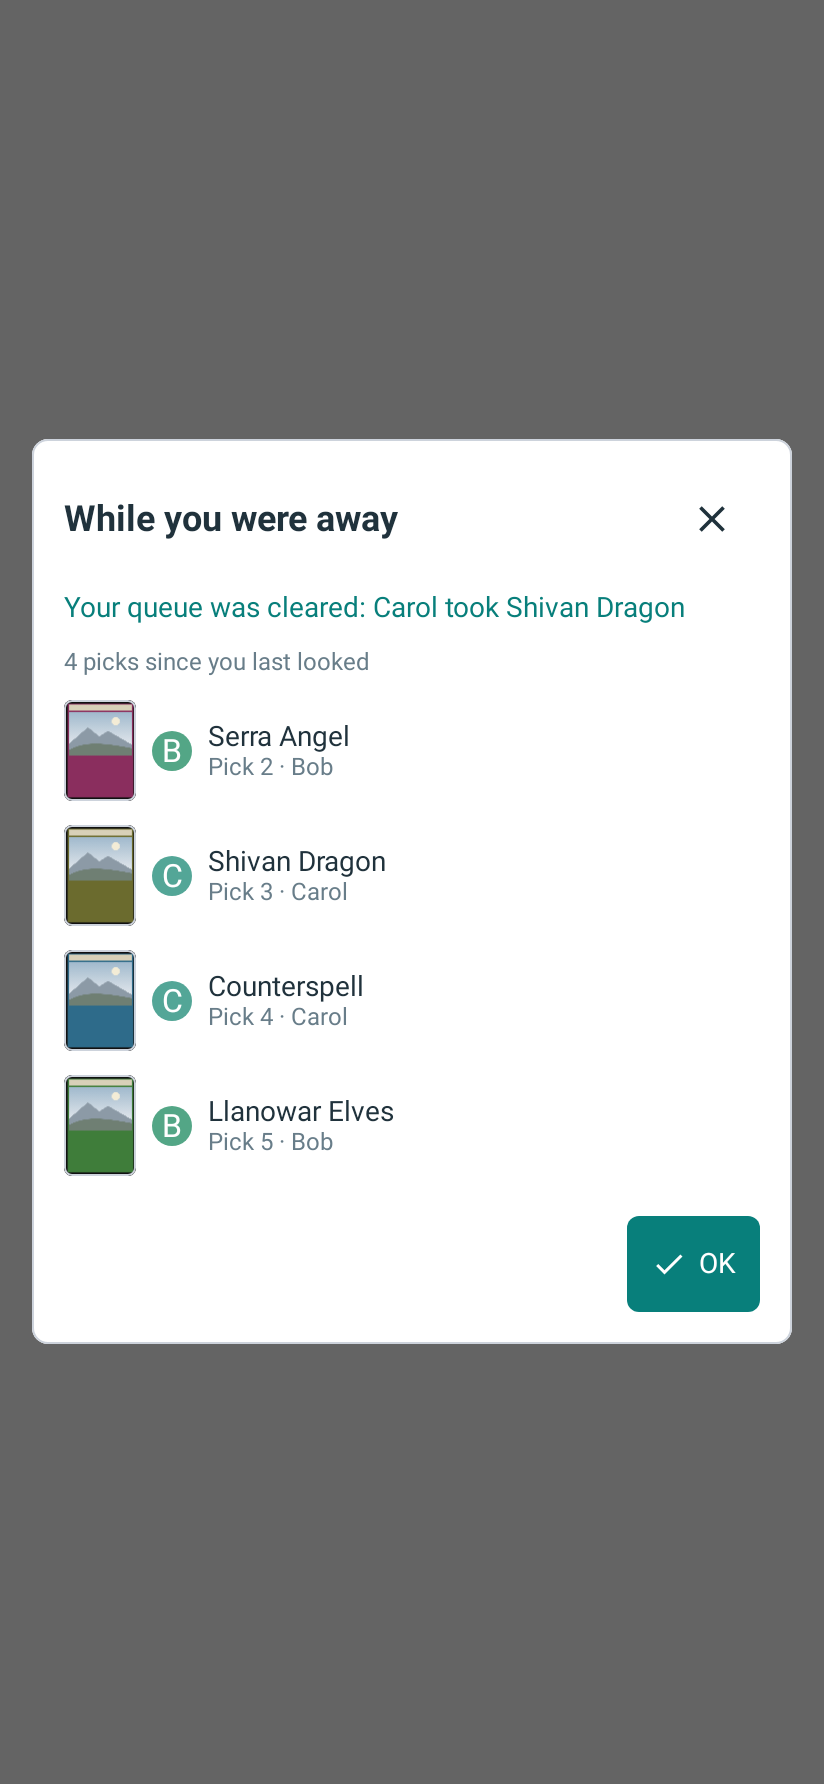 While you were away
Your queue was cleared: Carol took Shivan Dragon
4 picks since you last looked
B
Serra Angel
Pick 2 · Bob
C
Shivan Dragon
Pick 3 · Carol
C
Counterspell
Pick 4 · Carol
B
Llanowar Elves
Pick 5 · Bob
OK